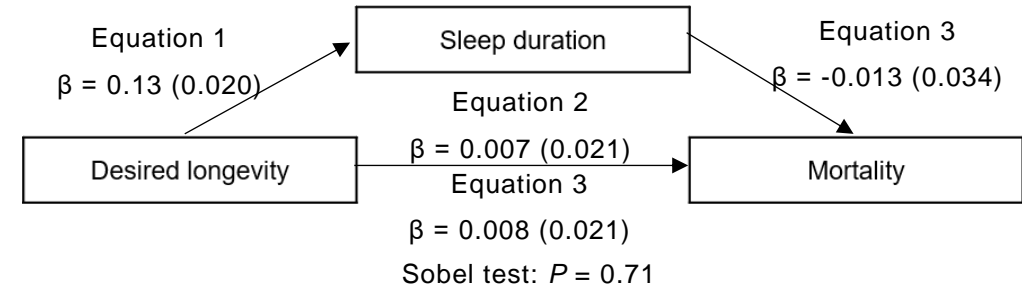 Equation 1
β = 0.13 (0.020)
Sleep duration
Equation 3
β = -0.013 (0.034)
Equation 2
β = 0.007 (0.021)
Desired longevity
Mortality
Equation 3
β = 0.008 (0.021)
Sobel test: P = 0.71